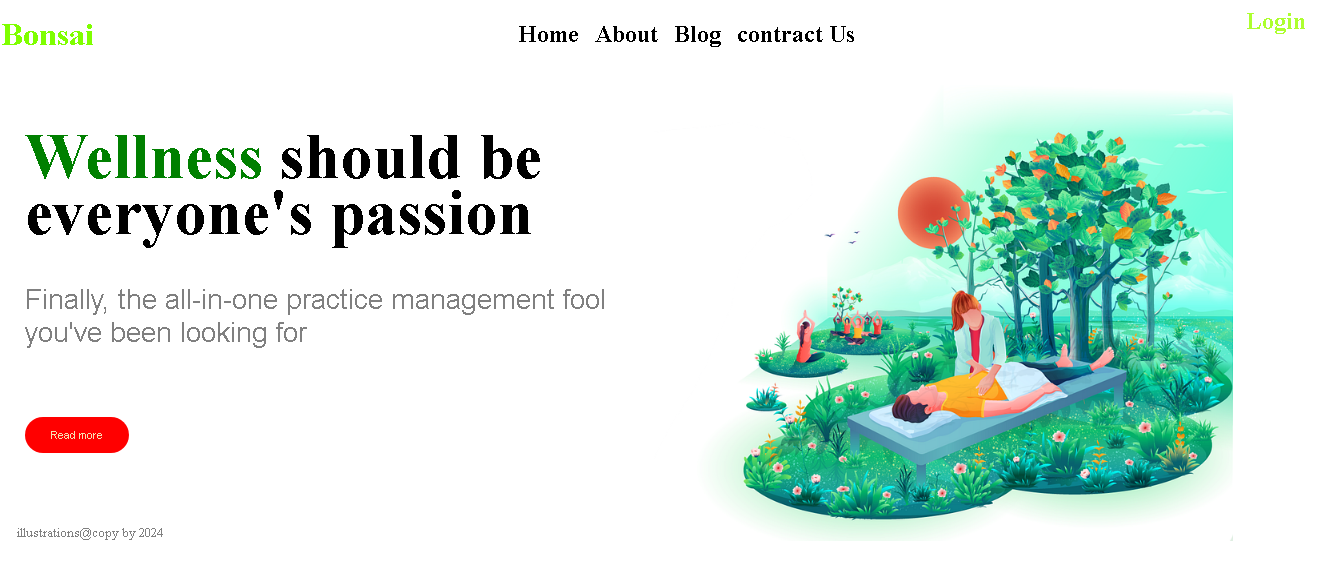 Bonsai
Home About Blog contract Us
Login
Wellness should be
everyone's passion
Finally, the all-in-one practice management fool
you've been looking for
Read more
illustrations@copy by 2024